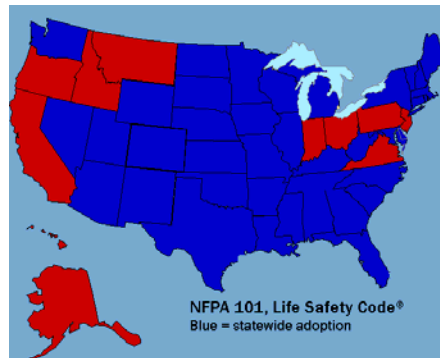 NFPA 101, Life Safety Code®
Blue = statewide adoption